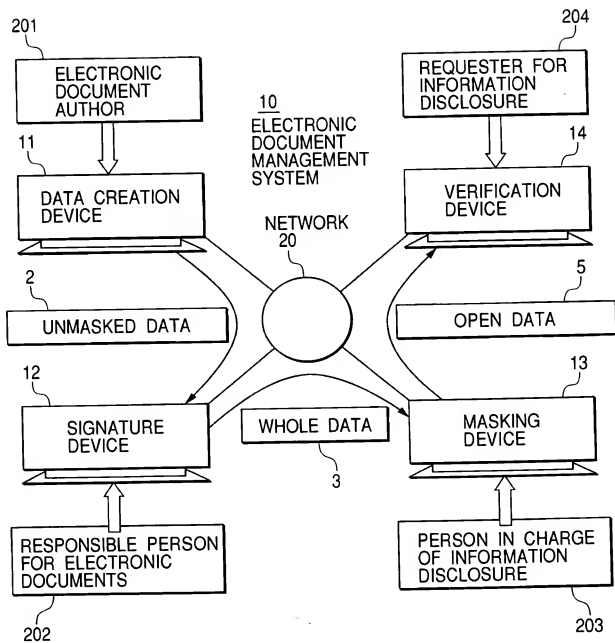 201
ELECTRONIC
DOCUMENT
AUTHOR
204
REQUESTER FOR
INFORMATION
DISCLOSURE
10
ELECTRONIC
DOCUMENT
MANAGEMENT
SYSTEM
11
DATA CREATION
DEVICE
14
VERIFICATION
DEVICE
NETWORK
20
2
UNMASKED DATA
5
OPEN DATA
12
SIGNATURE
DEVICE
WHOLE DATA
3
13
MASKING
DEVICE
RESPONSIBLE PERSON
FOR ELECTRONIC
DOCUMENTS
202
PERSON IN CHARGE
OF INFORMATION
DISCLOSURE
203